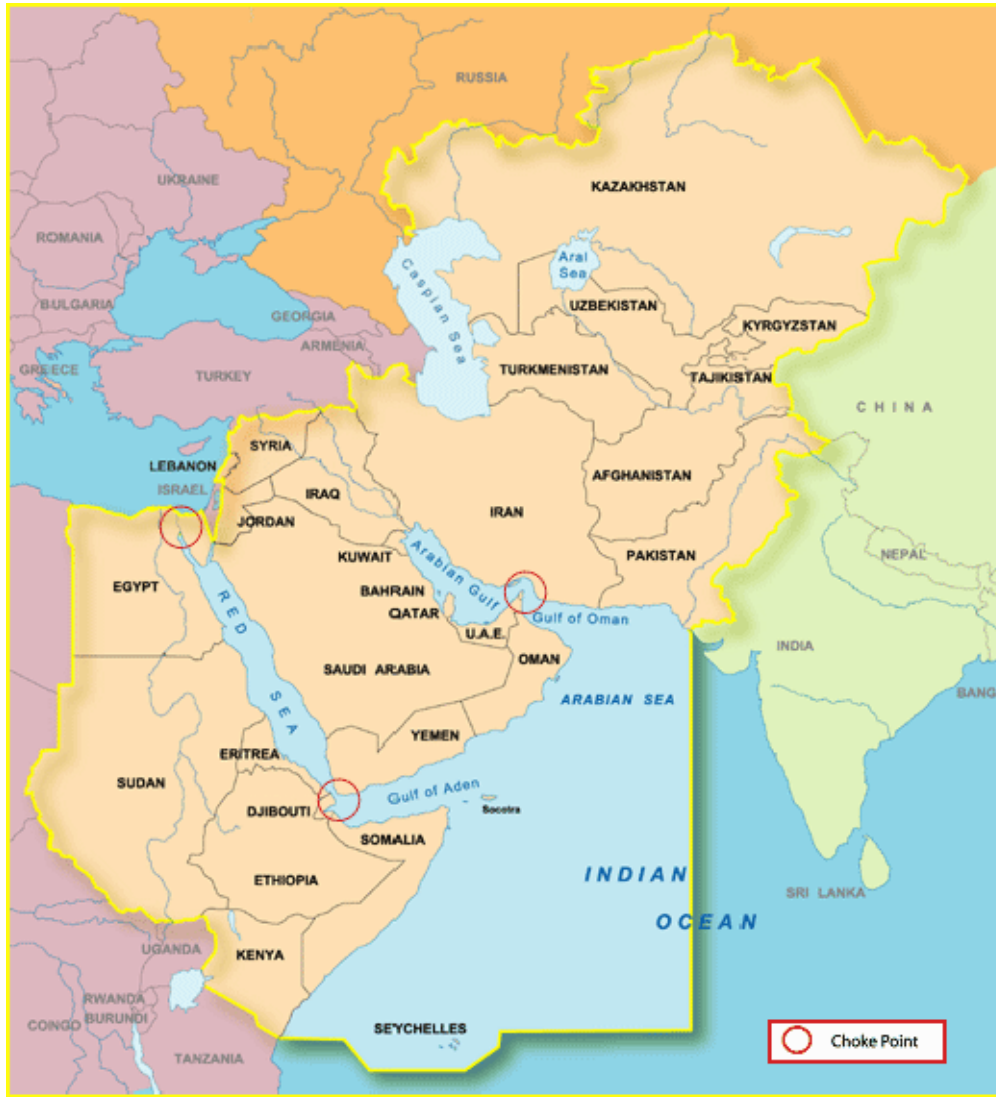 RUSSIA
UKRAINE
KAZAKHSTAN
ROMANIA
Caspian Sea
Aral
Sea
BULGARIA
UZBEKISTAN
GEORGIA
KYRGYZSTAN
ARMENIA
GREECE
TURKEY
TURKMENISTAN
TAJIKISTAN
CHINA
SYRIA
LEBANON
AFGHANISTAN
ISRAEL
IRAQ
IRAN
JORDAN
KUWAIT
PAKISTAN
NEPAL
Arabian Gulf
EGYPT
BAHRAIN
QATAR
RED SEA
Gulf of Oman
U.A.E.
INDIA
OMAN
SAUDI ARABIA
BANG
ARABIAN SEA
YEMEN
ERITREA
SUDAN
Gulf of Aden
DJIBOUTI
Socotra
SOMALIA
ETHIOPIA
INDIAN
OCEAN
SRI LANKA
UGANDA
KENYA
RWANDA
BURUNDI
CONGO
SEYCHELLES
TANZANIA
Choke Point